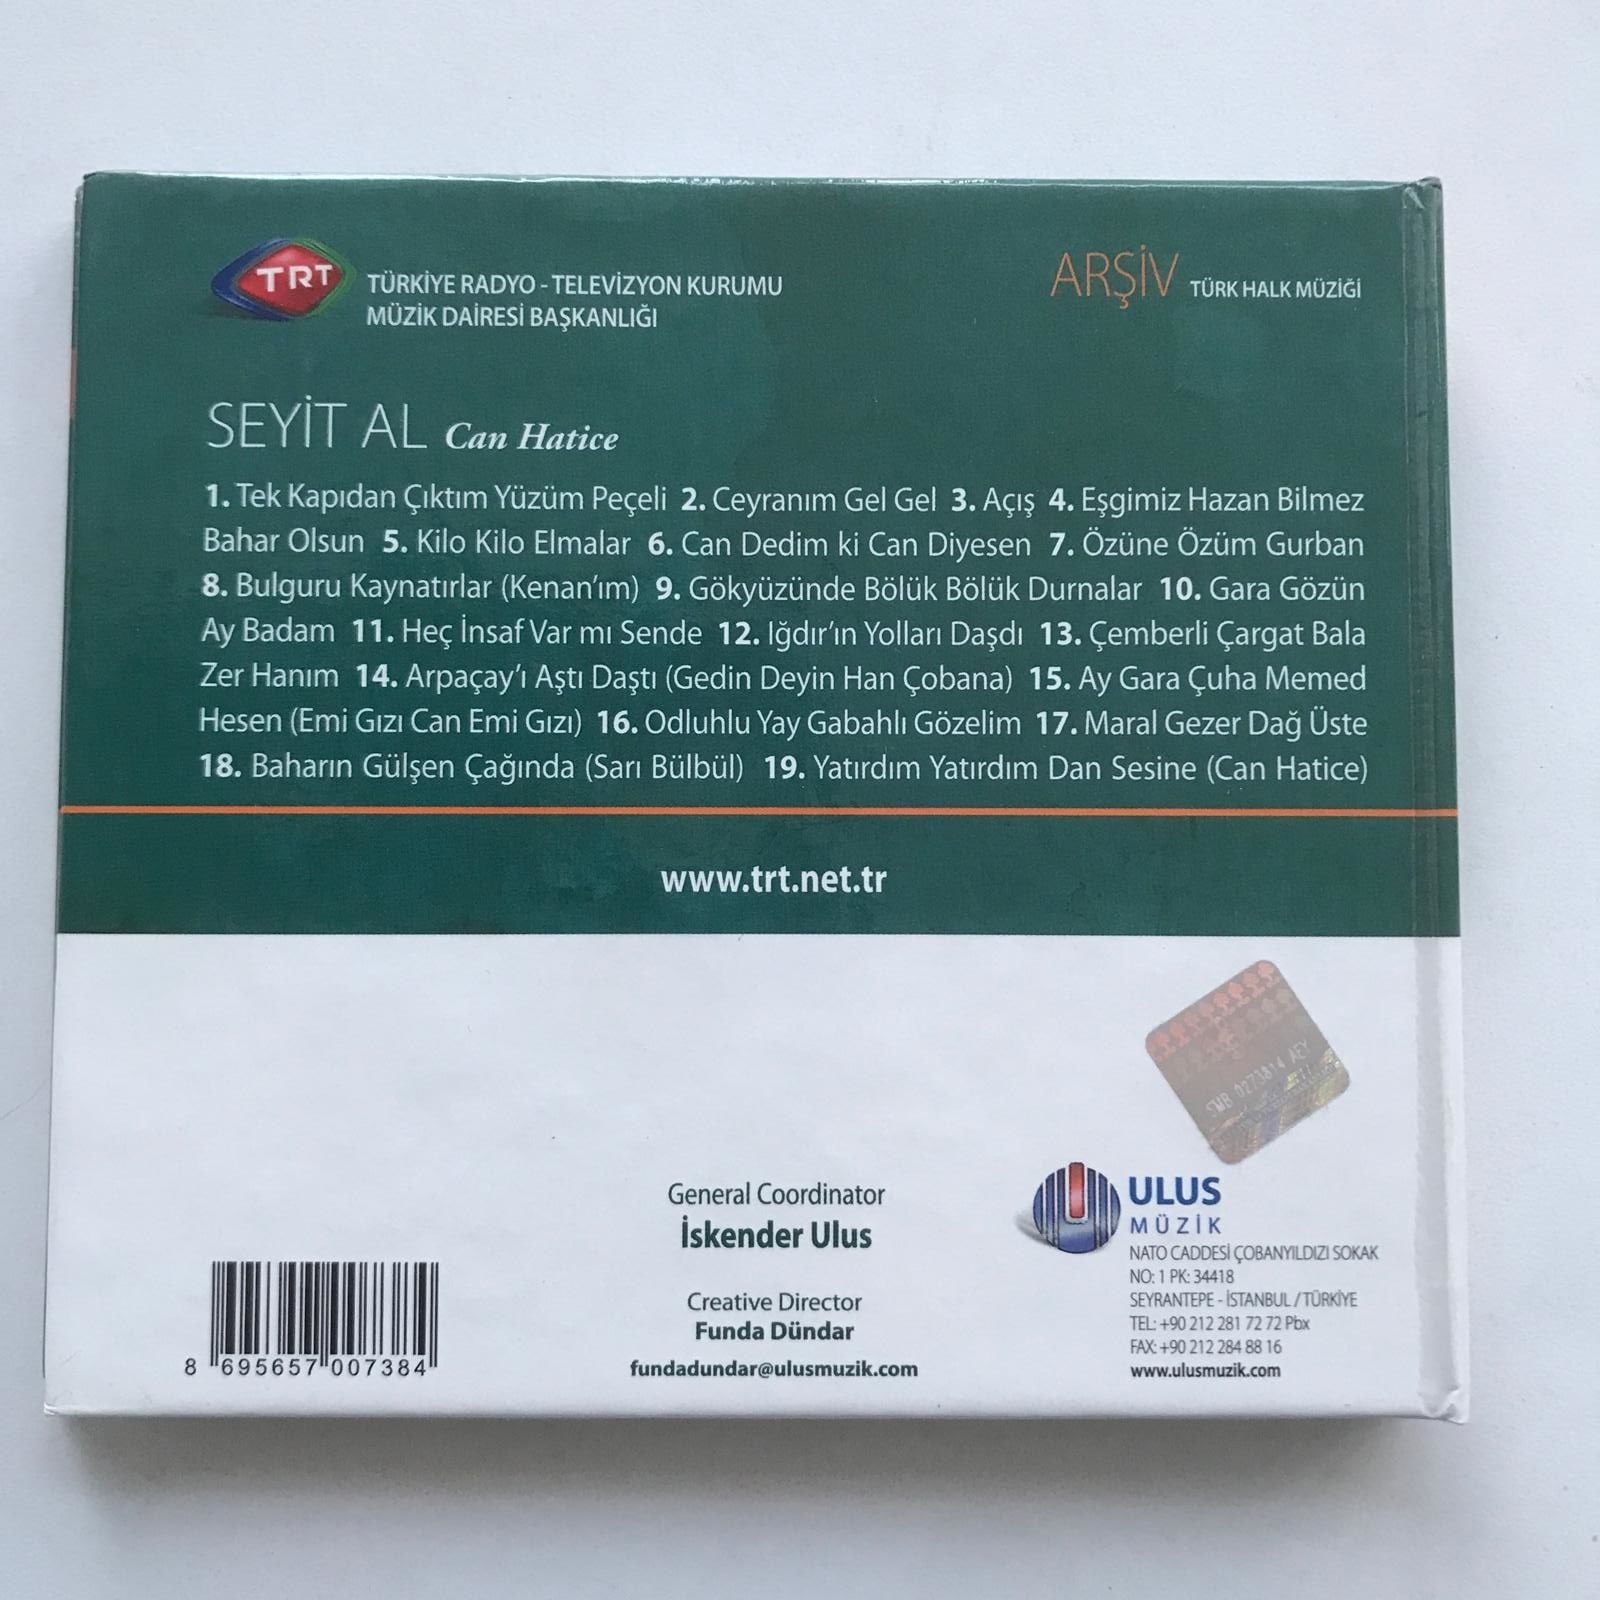 TRT
TÜRKİYE RADYO - TELEVİZYON KURUMU
MÜZİK DAİRESİ BAŞKANLIĞI
ARŞİV TÜRK HALK MÜZİĞİ
SEYİT AL Can Hatice
1. Tek Kapıdan Çıktım Yüzüm Peçeli 2. Ceyranım Gel Gel 3. Açış 4. Eşgimiz Hazan Bilmez
Bahar Olsun 5. Kilo Kilo Elmalar 6. Can Dedim ki Can Diyesen 7. Özüne Özüm Gurban
8. Bulguru Kaynatırlar (Kenan'ım) 9. Gökyüzünde Bölük Bölük Durnalar 10. Gara Gözün
Ay Badam 11. Heç İnsaf Var mı Sende 12. Iğdır'ın Yolları Daşdı 13. Çemberli Çargat Bala
Zer Hanım 14. Arpaçay'ı Aştı Daştı (Gedin Deyin Han Çobana) 15. Ay Gara Çuha Memed
Hesen (Emi Gızı Can Emi Gızı) 16. Odluhlu Yay Gabahlı Gözelim 17. Maral Gezer Dağ Üste
18. Baharın Gülşen Çağında (Sarı Bülbül) 19. Yatırdım Yatırdım Dan Sesine (Can Hatice)
www.trt.net.tr
SMB 0273814 AEY
General Coordinator
İskender Ulus
Creative Director
Funda Dündar
fundadundar@ulusmuzik.com
ULUS
MÜZİK
NATO CADDESİ ÇOBANYILDIZI SOKAK
NO: 1 PK: 34418
SEYRANTEPE - İSTANBUL / TÜRKİYE
TEL: +90 212 281 72 72 Pbx
FAX: +90 212 284 88 16
www.ulusmuzik.com
8 695657 007384